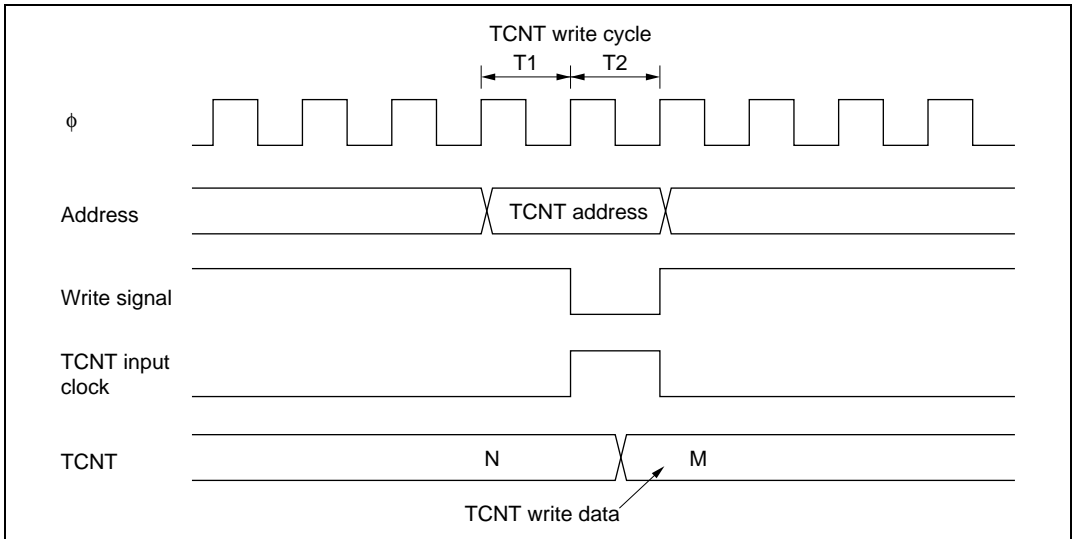 TCNT write cycle
T1 T2
ϕ
Address
TCNT address
Write signal
TCNT input
clock
TCNT
N M
TCNT write data